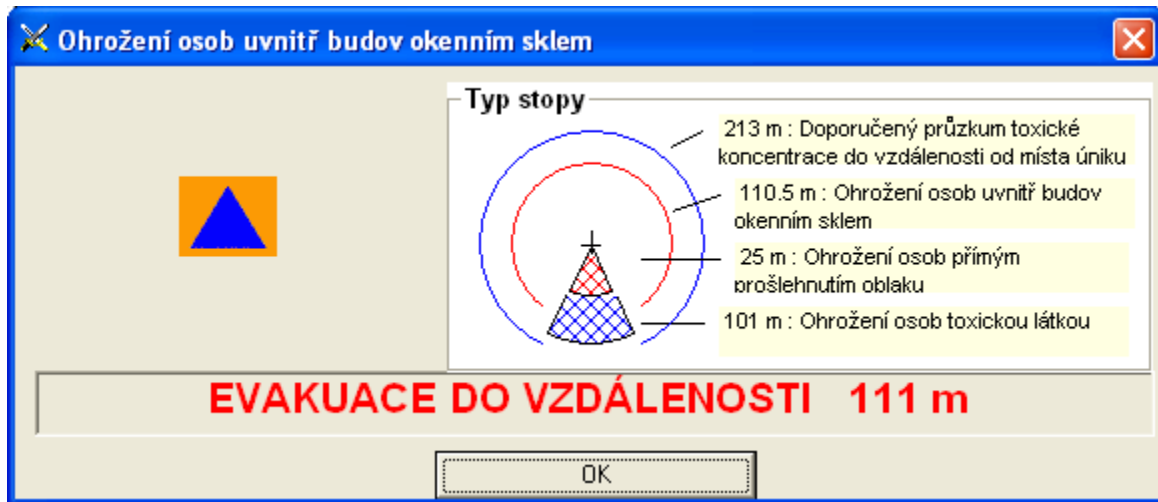 Ohrožení osob uvnitř budov okenním sklem
Typ stopy
213 m : Doporučený průzkum toxické
koncentrace do vzdálenosti od místa úniku
110.5 m : Ohrožení osob uvnitř budov
okenním sklem
25 m : Ohrožení osob přímým
prošlehnutím oblaku
101 m : Ohrožení osob toxickou látkou
EVAKUACE DO VZDÁLENOSTI 111 m
OK